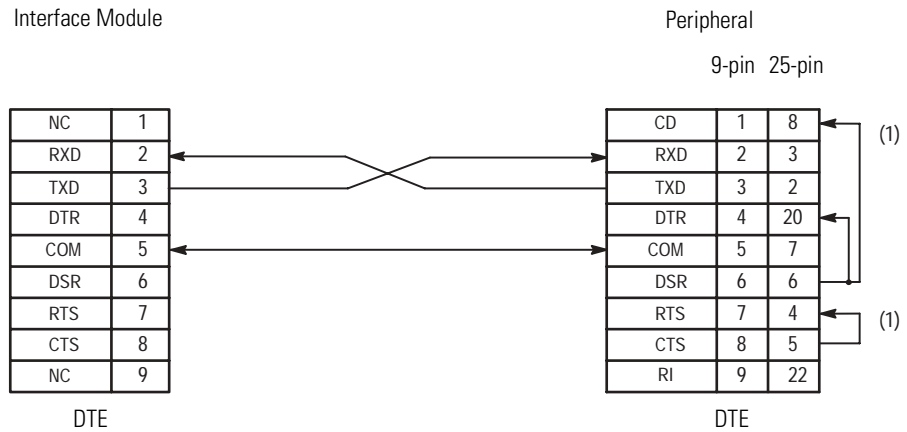 Interface Module
Peripheral
9-pin 25-pin
NC 1
RXD 2
TXD 3
DTR 4
COM 5
DSR 6
RTS 7
CTS 8
NC 9
DTE
CD 1 8
RXD 2 3
TXD 3 2
DTR 4 20
COM 5 7
DSR 6 6
RTS 7 4
CTS 8 5
RI 9 22
(1)
(1)
DTE